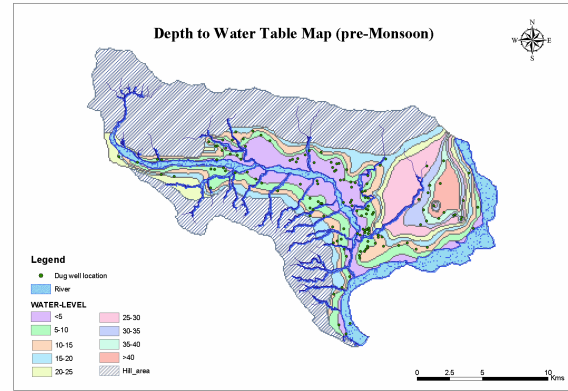 Depth to Water Table Map (pre-Monsoon)
N
W E
S
Legend
Dug well location
River
WATER-LEVEL
<5
5-10
10-15
15-20
20-25
25-30
30-35
35-40
>40
Hill_area
0 2.5 5 10
Kms